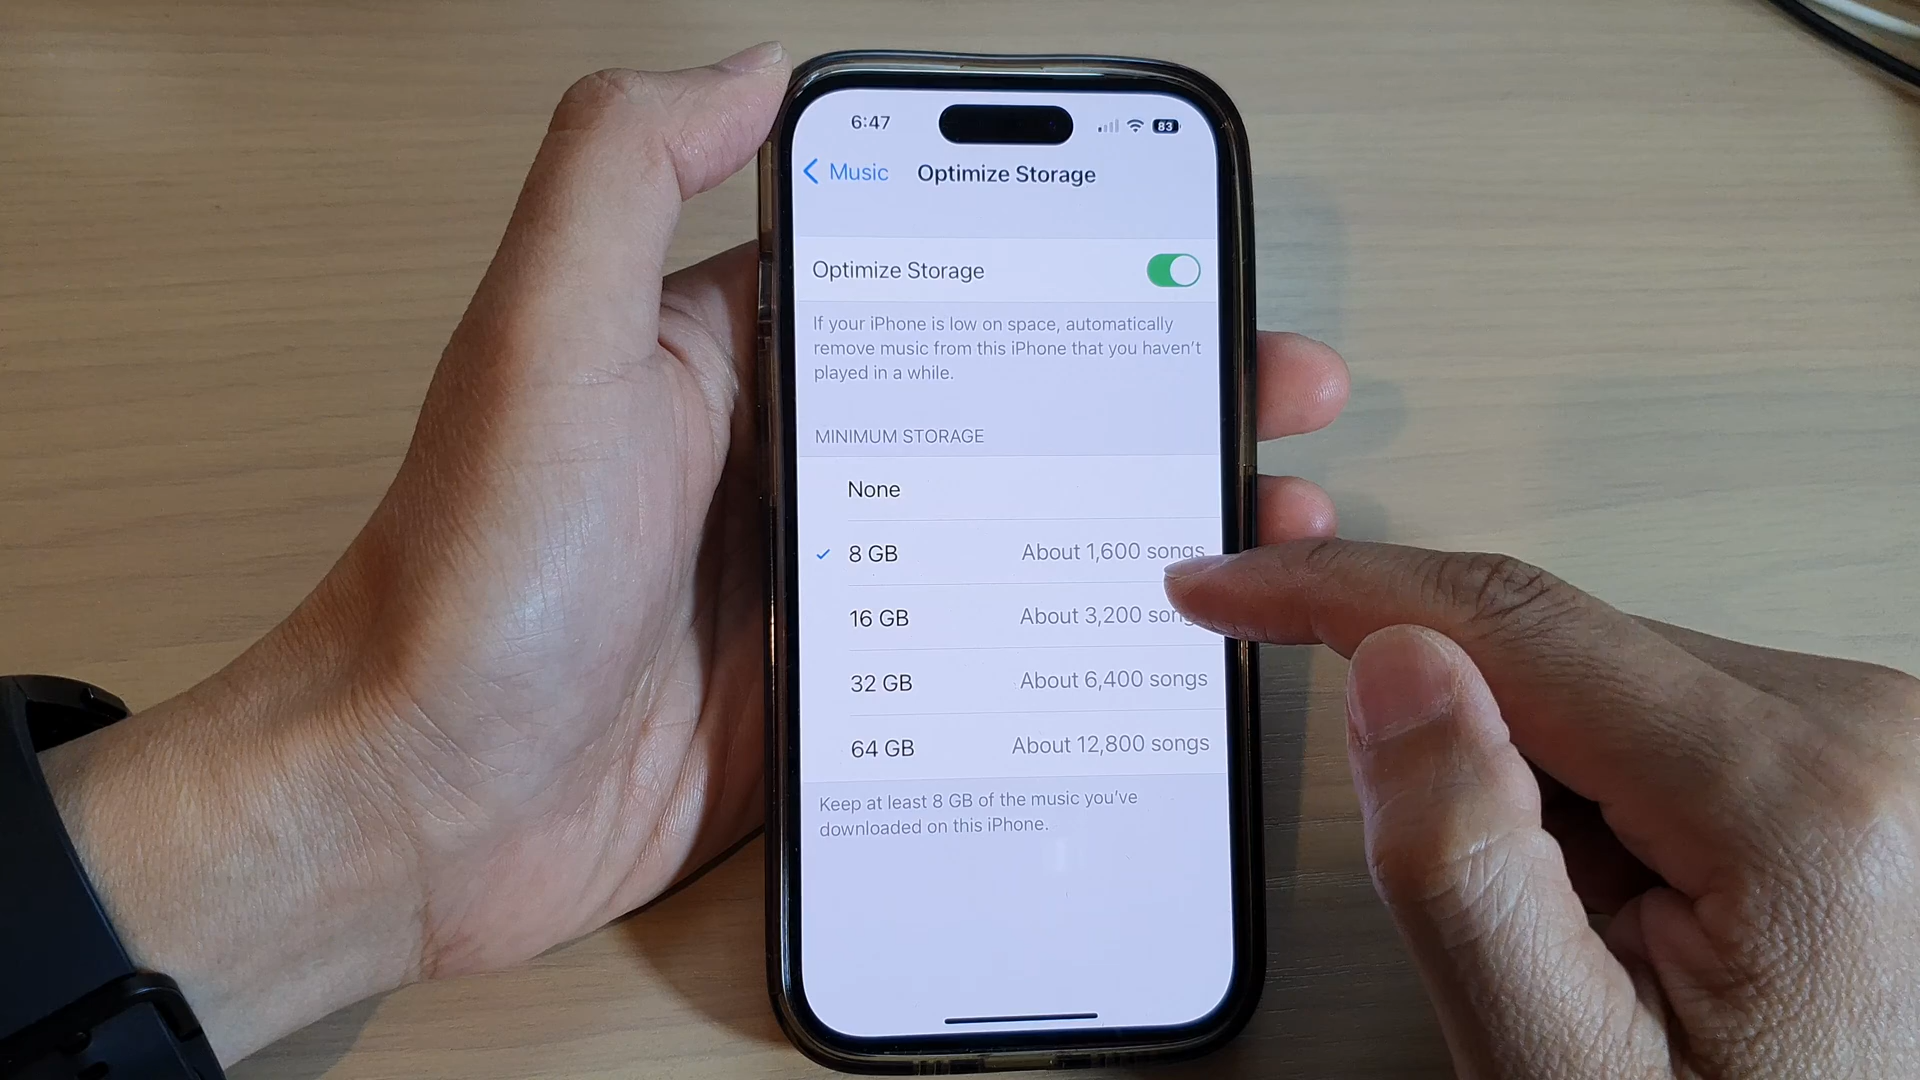 6:47
83
Music
Optimize Storage
Optimize Storage
If your iPhone is low on space, automatically
remove music from this iPhone that you haven't
played in a while.
MINIMUM STORAGE
None
8 GB About 1,600 songs
16 GB About 3,200 song
32 GB About 6,400 songs
64 GB About 12,800 songs
Keep at least 8 GB of the music you've
downloaded on this iPhone.